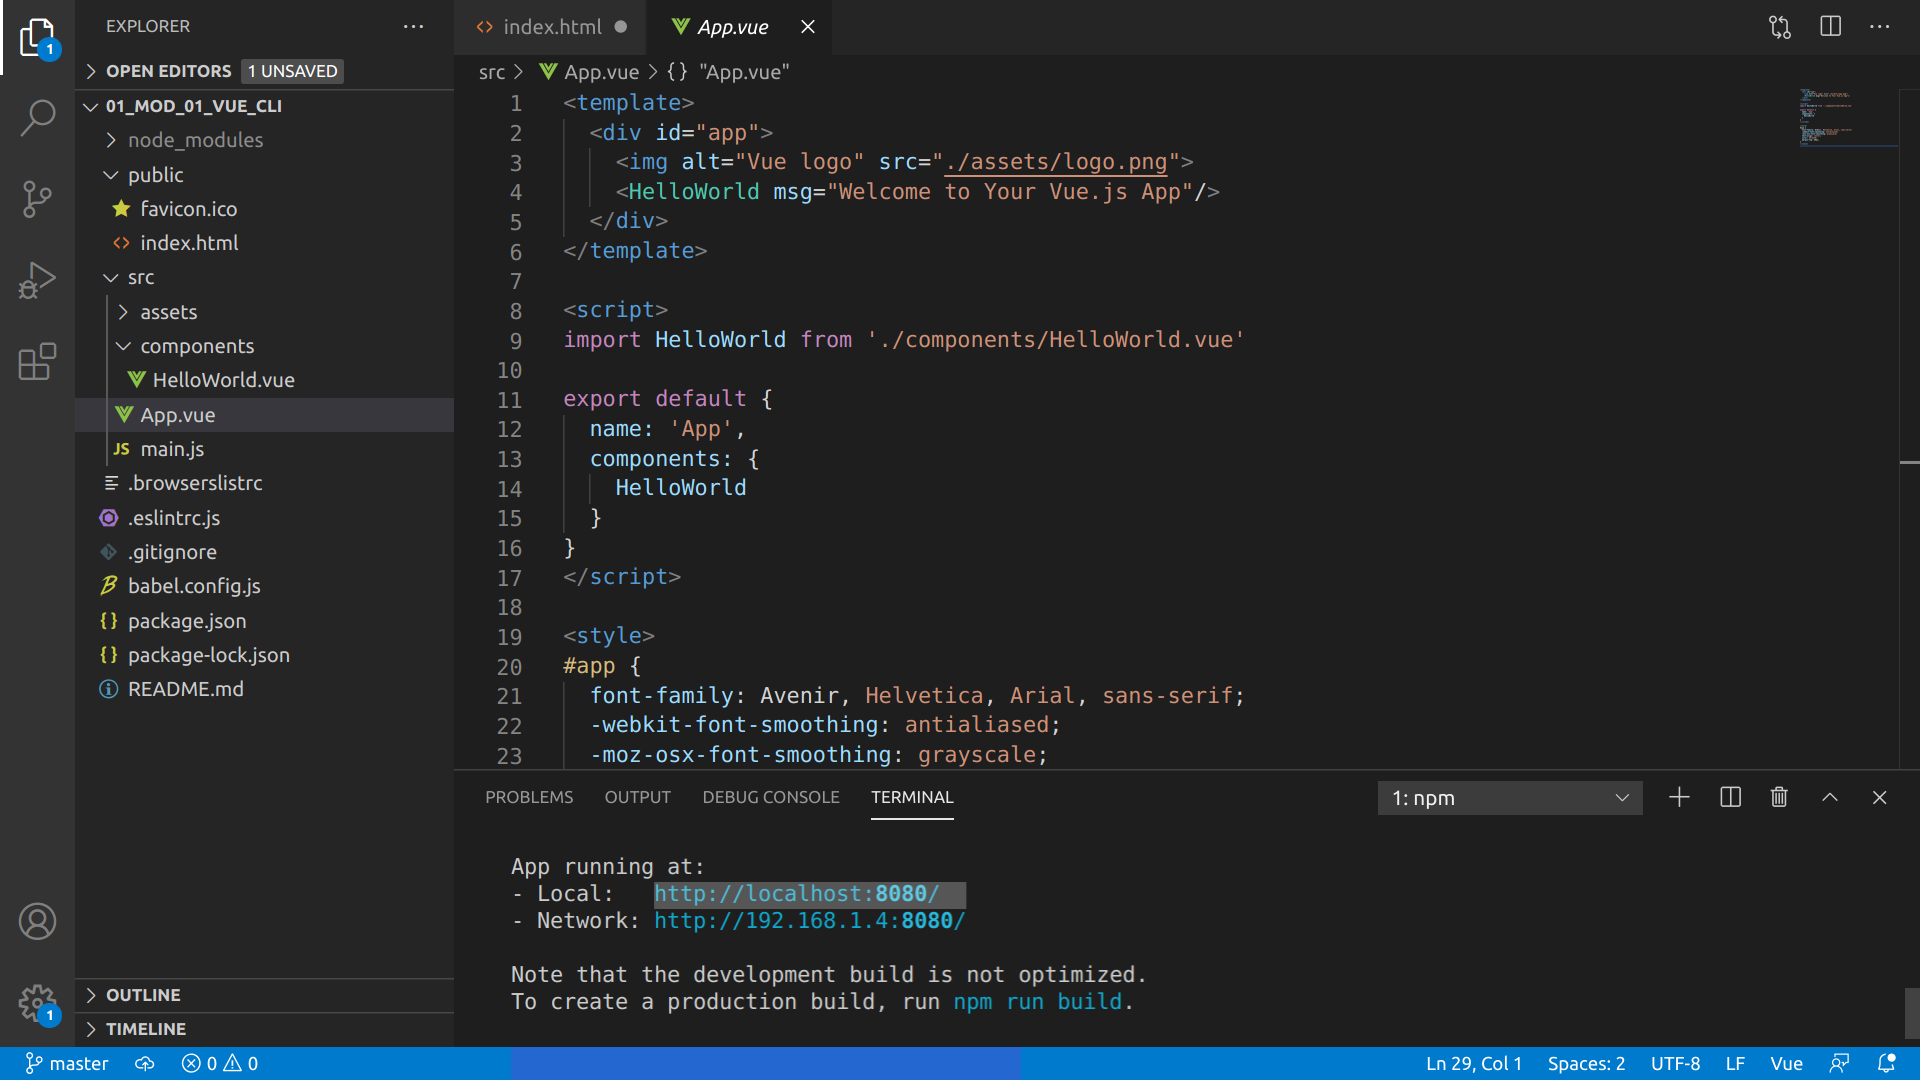 EXPLORER
OPEN EDITORS 1 UNSAVED
01_MOD_01_VUE_CLI
node_modules
public
favicon.ico
index.html
src
assets
components
HelloWorld.vue
App.vue
JS main.js
.browserslistrc
.eslintrc.js
.gitignore
babel.config.js
{} package.json
{} package-lock.json
README.md
OUTLINE
TIMELINE
1
1
index.html
App.vue
src > App.vue > {} "App.vue"
1 <template>
2 <div id="app">
3 <img alt="Vue logo" src="./assets/logo.png">
4 <HelloWorld msg="Welcome to Your Vue.js App"/>
5 </div>
6 </template>
7
8 <script>
9 import HelloWorld from './components/HelloWorld.vue'
10
11 export default {
12 name: 'App',
13 components: {
14 HelloWorld
15 }
16 }
17 </script>
18
19 <style>
20 #app {
21 font-family: Avenir, Helvetica, Arial, sans-serif;
22 -webkit-font-smoothing: antialiased;
23 -moz-osx-font-smoothing: grayscale;
PROBLEMS OUTPUT DEBUG CONSOLE TERMINAL 1: npm
App running at:
- Local: http://localhost:8080/
- Network: http://192.168.1.4:8080/
Note that the development build is not optimized.
To create a production build, run npm run build.
master 0 0 Ln 29, Col 1 Spaces: 2 UTF-8 LF Vue